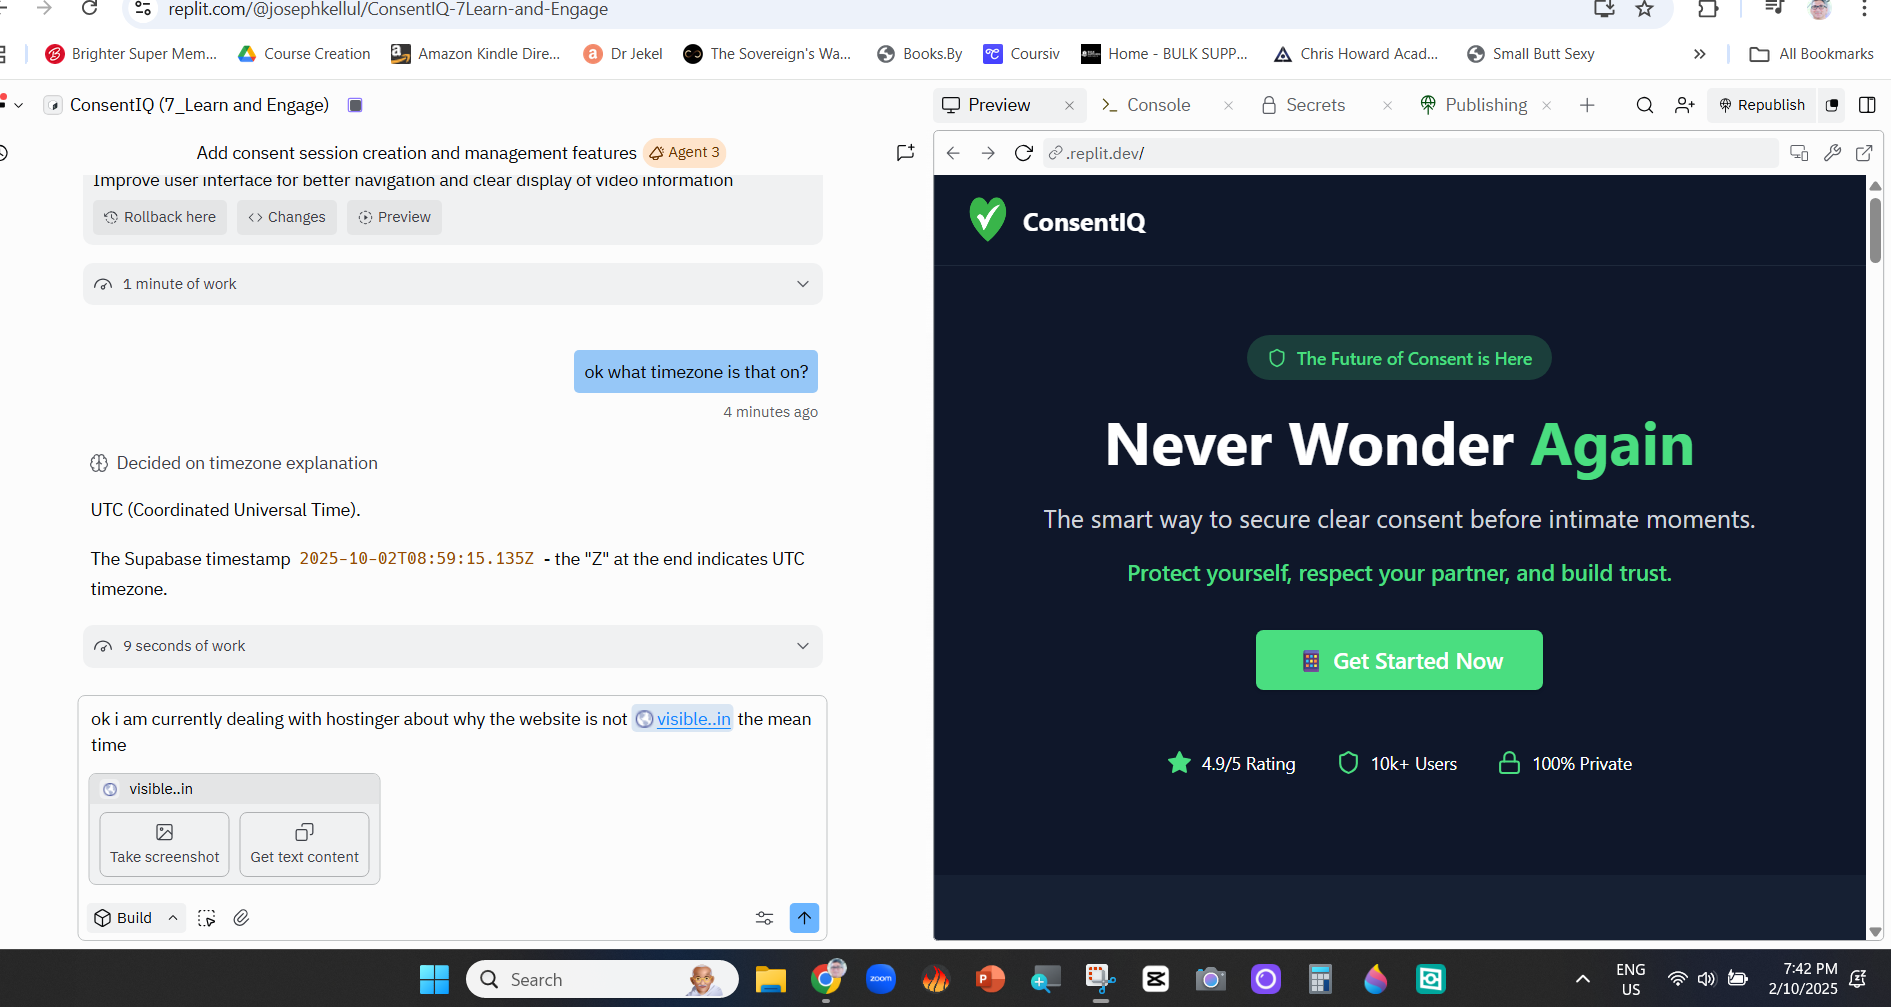 replit.com/@josephkellul/ConsentIQ-7Learn-and-Engage
Brighter Super Mem...
Course Creation
Amazon Kindle Dire...
Dr Jekel
The Sovereign's Wa...
Books.By
Coursiv
Home - BULK SUPP...
Chris Howard Acad...
Small Butt Sexy
All Bookmarks
ConsentIQ (7_Learn and Engage)
Preview
Console
Secrets
Publishing
Republish
Add consent session creation and management features
Agent 3
Improve user interface for better navigation and clear display of video information
Rollback here
Changes
Preview
1 minute of work
ok what timezone is that on?
4 minutes ago
Decided on timezone explanation
UTC (Coordinated Universal Time).
The Supabase timestamp 2025-10-02T08:59:15.135Z - the "Z" at the end indicates UTC
timezone.
9 seconds of work
ok i am currently dealing with hostinger about why the website is not visible..in the mean
time
visible..in
Take screenshot
Get text content
Build
.replit.dev/
ConsentIQ
The Future of Consent is Here
Never Wonder Again
The smart way to secure clear consent before intimate moments.
Protect yourself, respect your partner, and build trust.
Get Started Now
4.9/5 Rating
10k+ Users
100% Private
Search
zoom
ENG
US
7:42 PM
2/10/2025